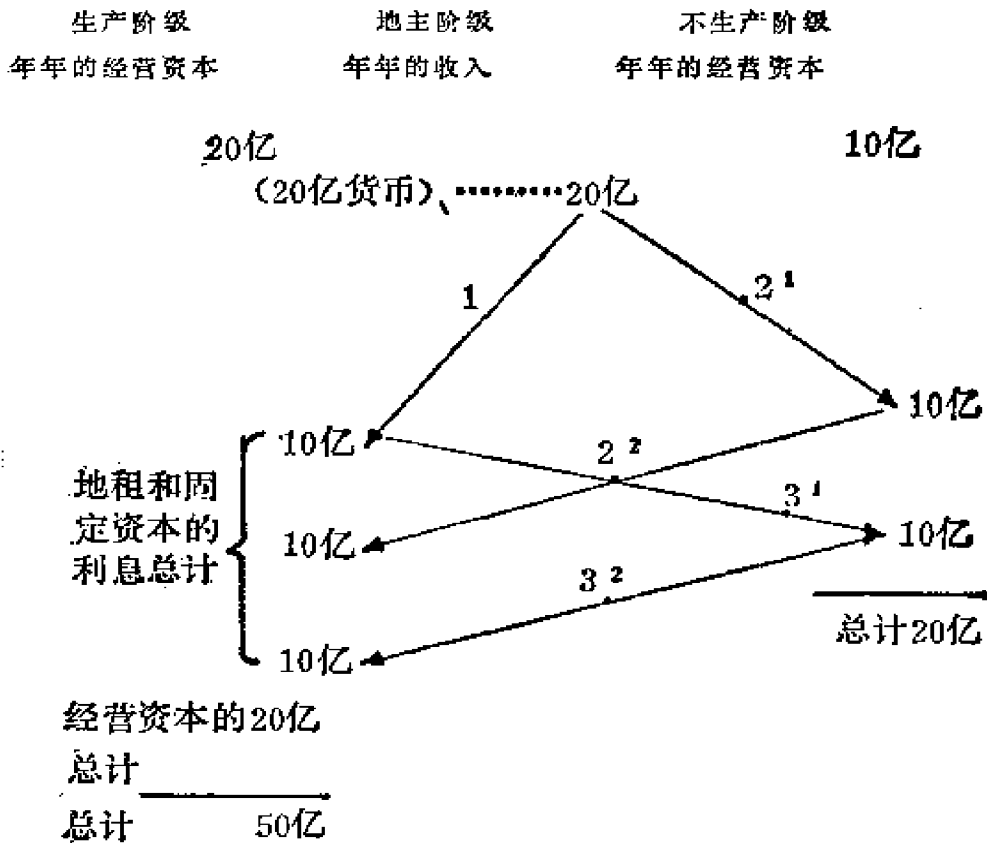 生产阶级 地主阶级 不生产阶级
年年的经营资本 年年的收入 年年的经营资本
20亿 10亿
(20亿货币)、………20亿
1 2¹
10亿
10亿 2²
地租和固 3¹
定资本的 10亿 10亿
利息总计
3²
总计20亿
10亿
经营资本的20亿
总计
总计 50亿